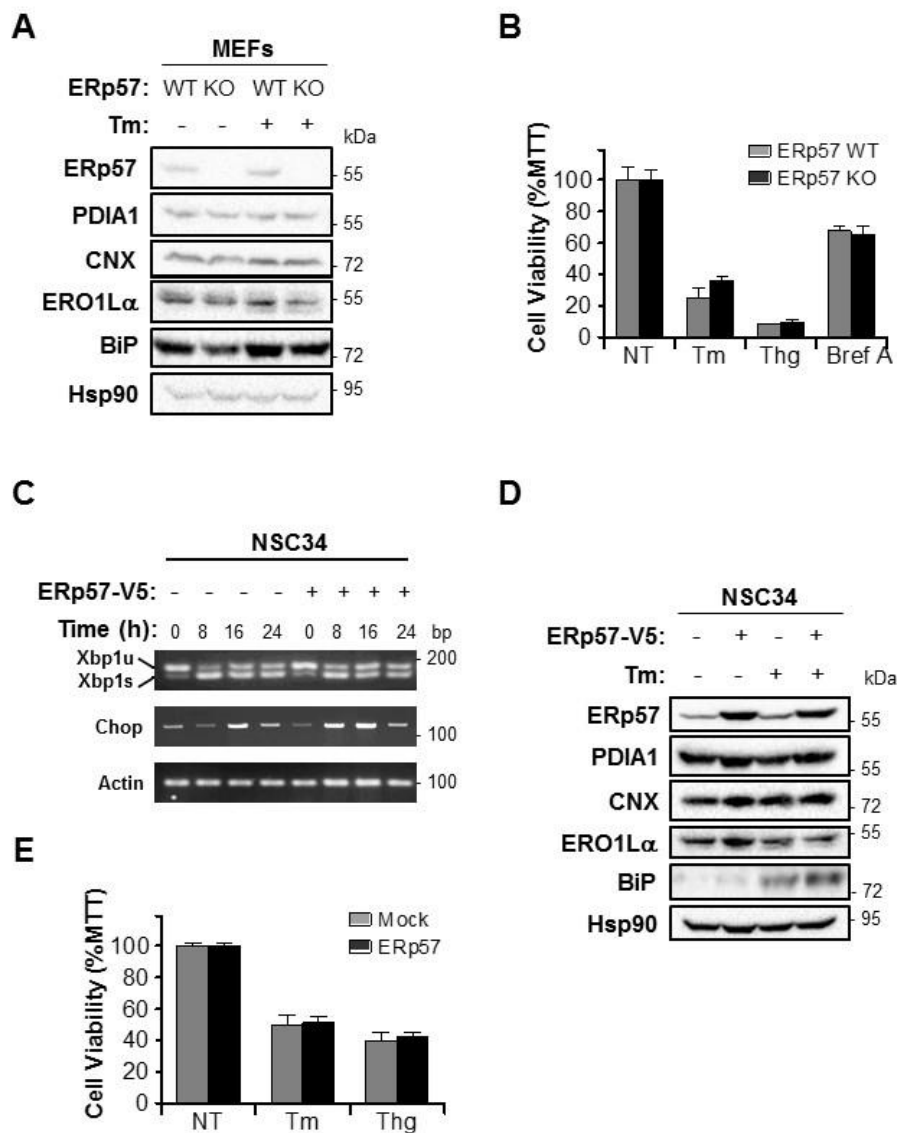 A
MEFs
ERp57: WT KO WT KO
Tm: - - + +
kDa
ERp57
55
PDIA1
55
CNX
72
ERO1Lα
55
BiP
72
Hsp90
95
B
Cell Viability (%MTT)
ERp57 WT
ERp57 KO
100
80
60
40
20
0
NT Tm Thg Bref A
C
NSC34
ERp57-V5: - - - - + + + +
Time (h) 0 8 16 24 0 8 16 24 bp
Xbp1u
200
Xbp1s
Chop
100
Actin
100
D
NSC34
ERp57-V5: - + - +
Tm: - - + +
kDa
ERp57
55
PDIA1
55
CNX
72
ERO1Lα
55
BiP
72
Hsp90
95
E
Cell Viability (%MTT)
Mock
ERp57
100
80
60
40
20
0
NT Tm Thg